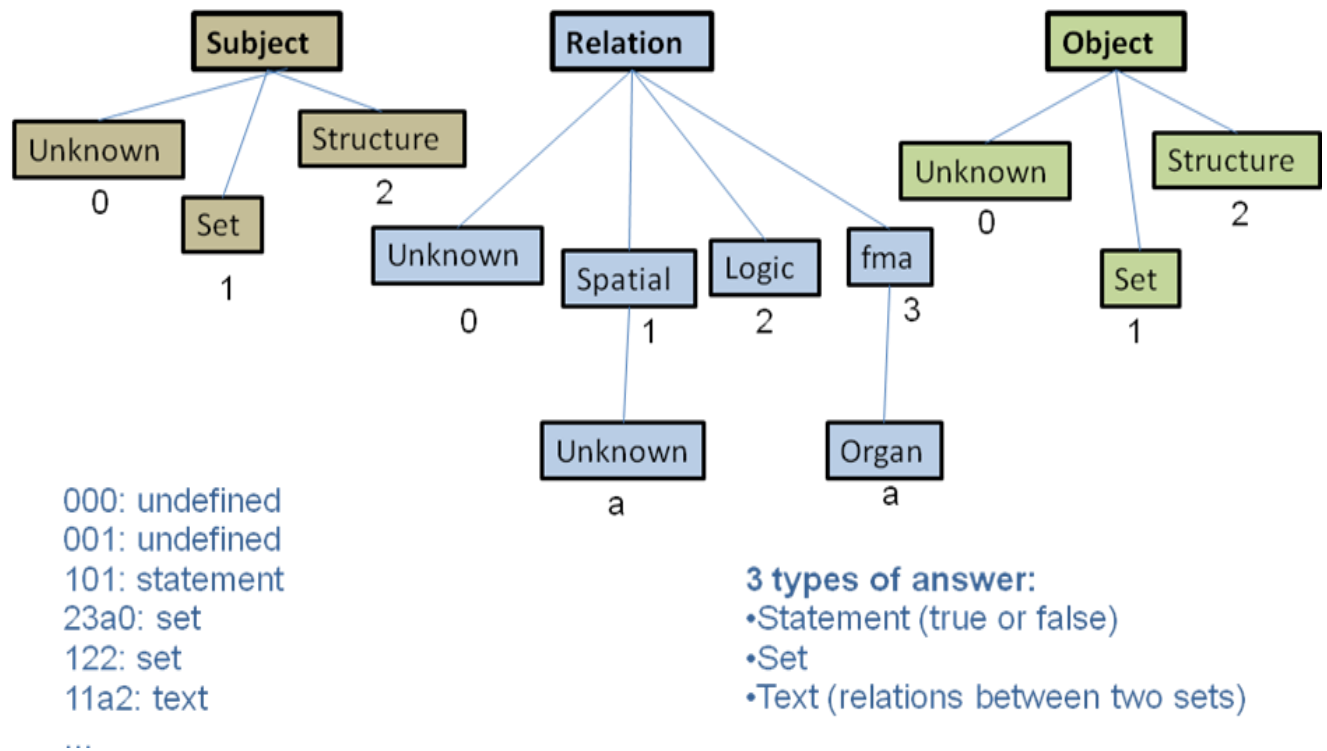 Subject
Relation
Object
Unknown
0
Set
1
Structure
2
Unknown
0
Spatial
1
Logic
2
fma
3
Unknown
a
Organ
a
Unknown
0
Set
1
Structure
2
000: undefined
001: undefined
101: statement
23a0: set
122: set
11a2: text
...
3 types of answer:
•Statement (true or false)
•Set
•Text (relations between two sets)